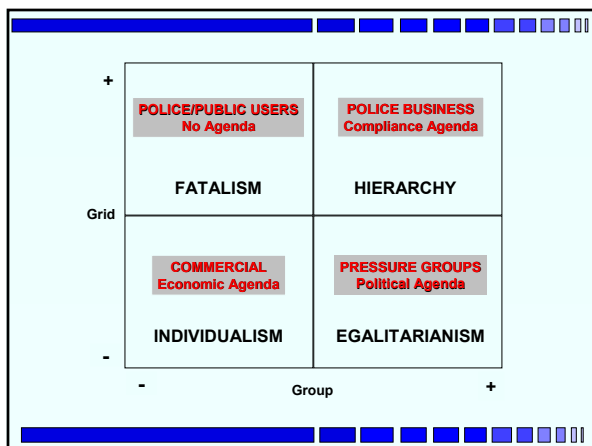 +
POLICE/PUBLIC USERS
No Agenda
POLICE BUSINESS
Compliance Agenda
FATALISM
HIERARCHY
Grid
COMMERCIAL
Economic Agenda
PRESSURE GROUPS
Political Agenda
INDIVIDUALISM
EGALITARIANISM
-
-
Group
+